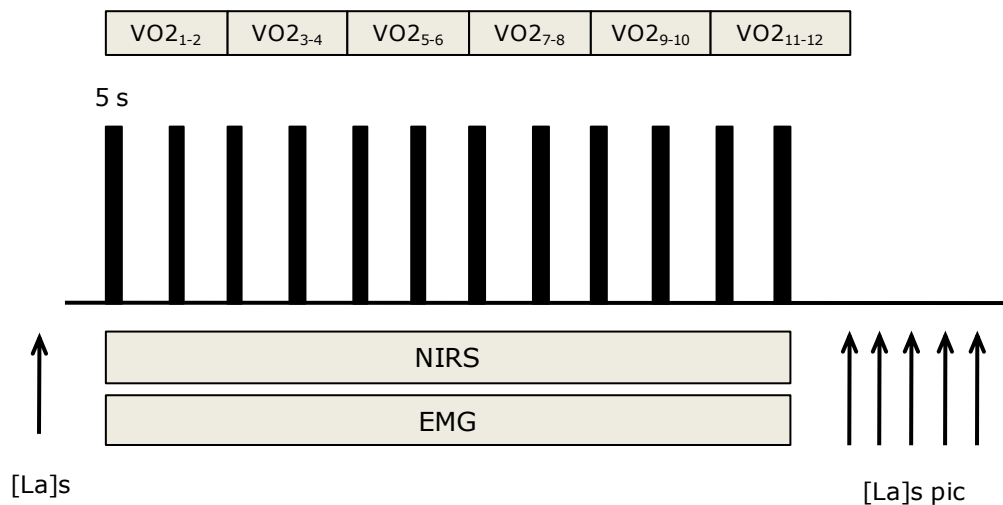 VO2₁₋₂ VO2₃₋₄ VO2₅₋₆ VO2₇₋₈ VO2₉₋₁₀ VO2₁₁₋₁₂
5 s
NIRS
EMG
[La]s
[La]s pic